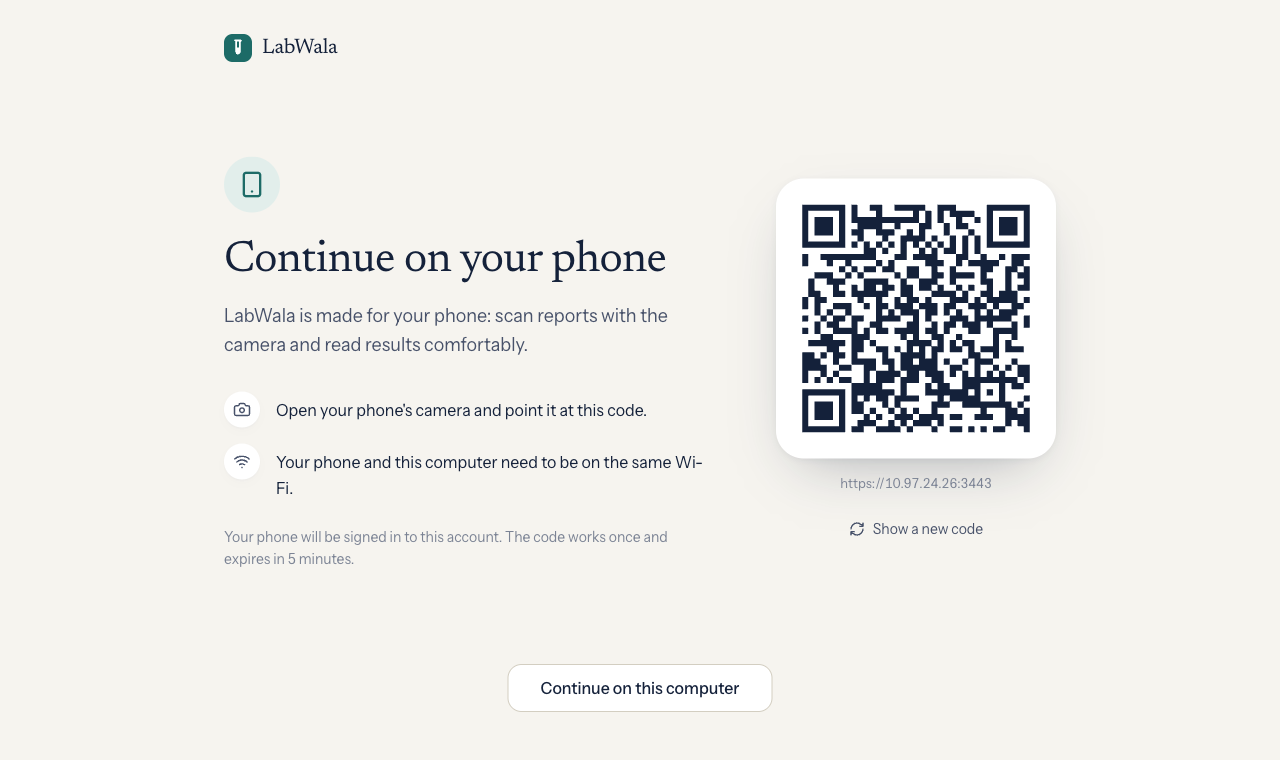 LabWala
Continue on your phone
LabWala is made for your phone: scan reports with the
camera and read results comfortably.
Open your phone's camera and point it at this code.
Your phone and this computer need to be on the same Wi-
Fi.
Your phone will be signed in to this account. The code works once and
expires in 5 minutes.
https://10.97.24.26:3443
Show a new code
Continue on this computer